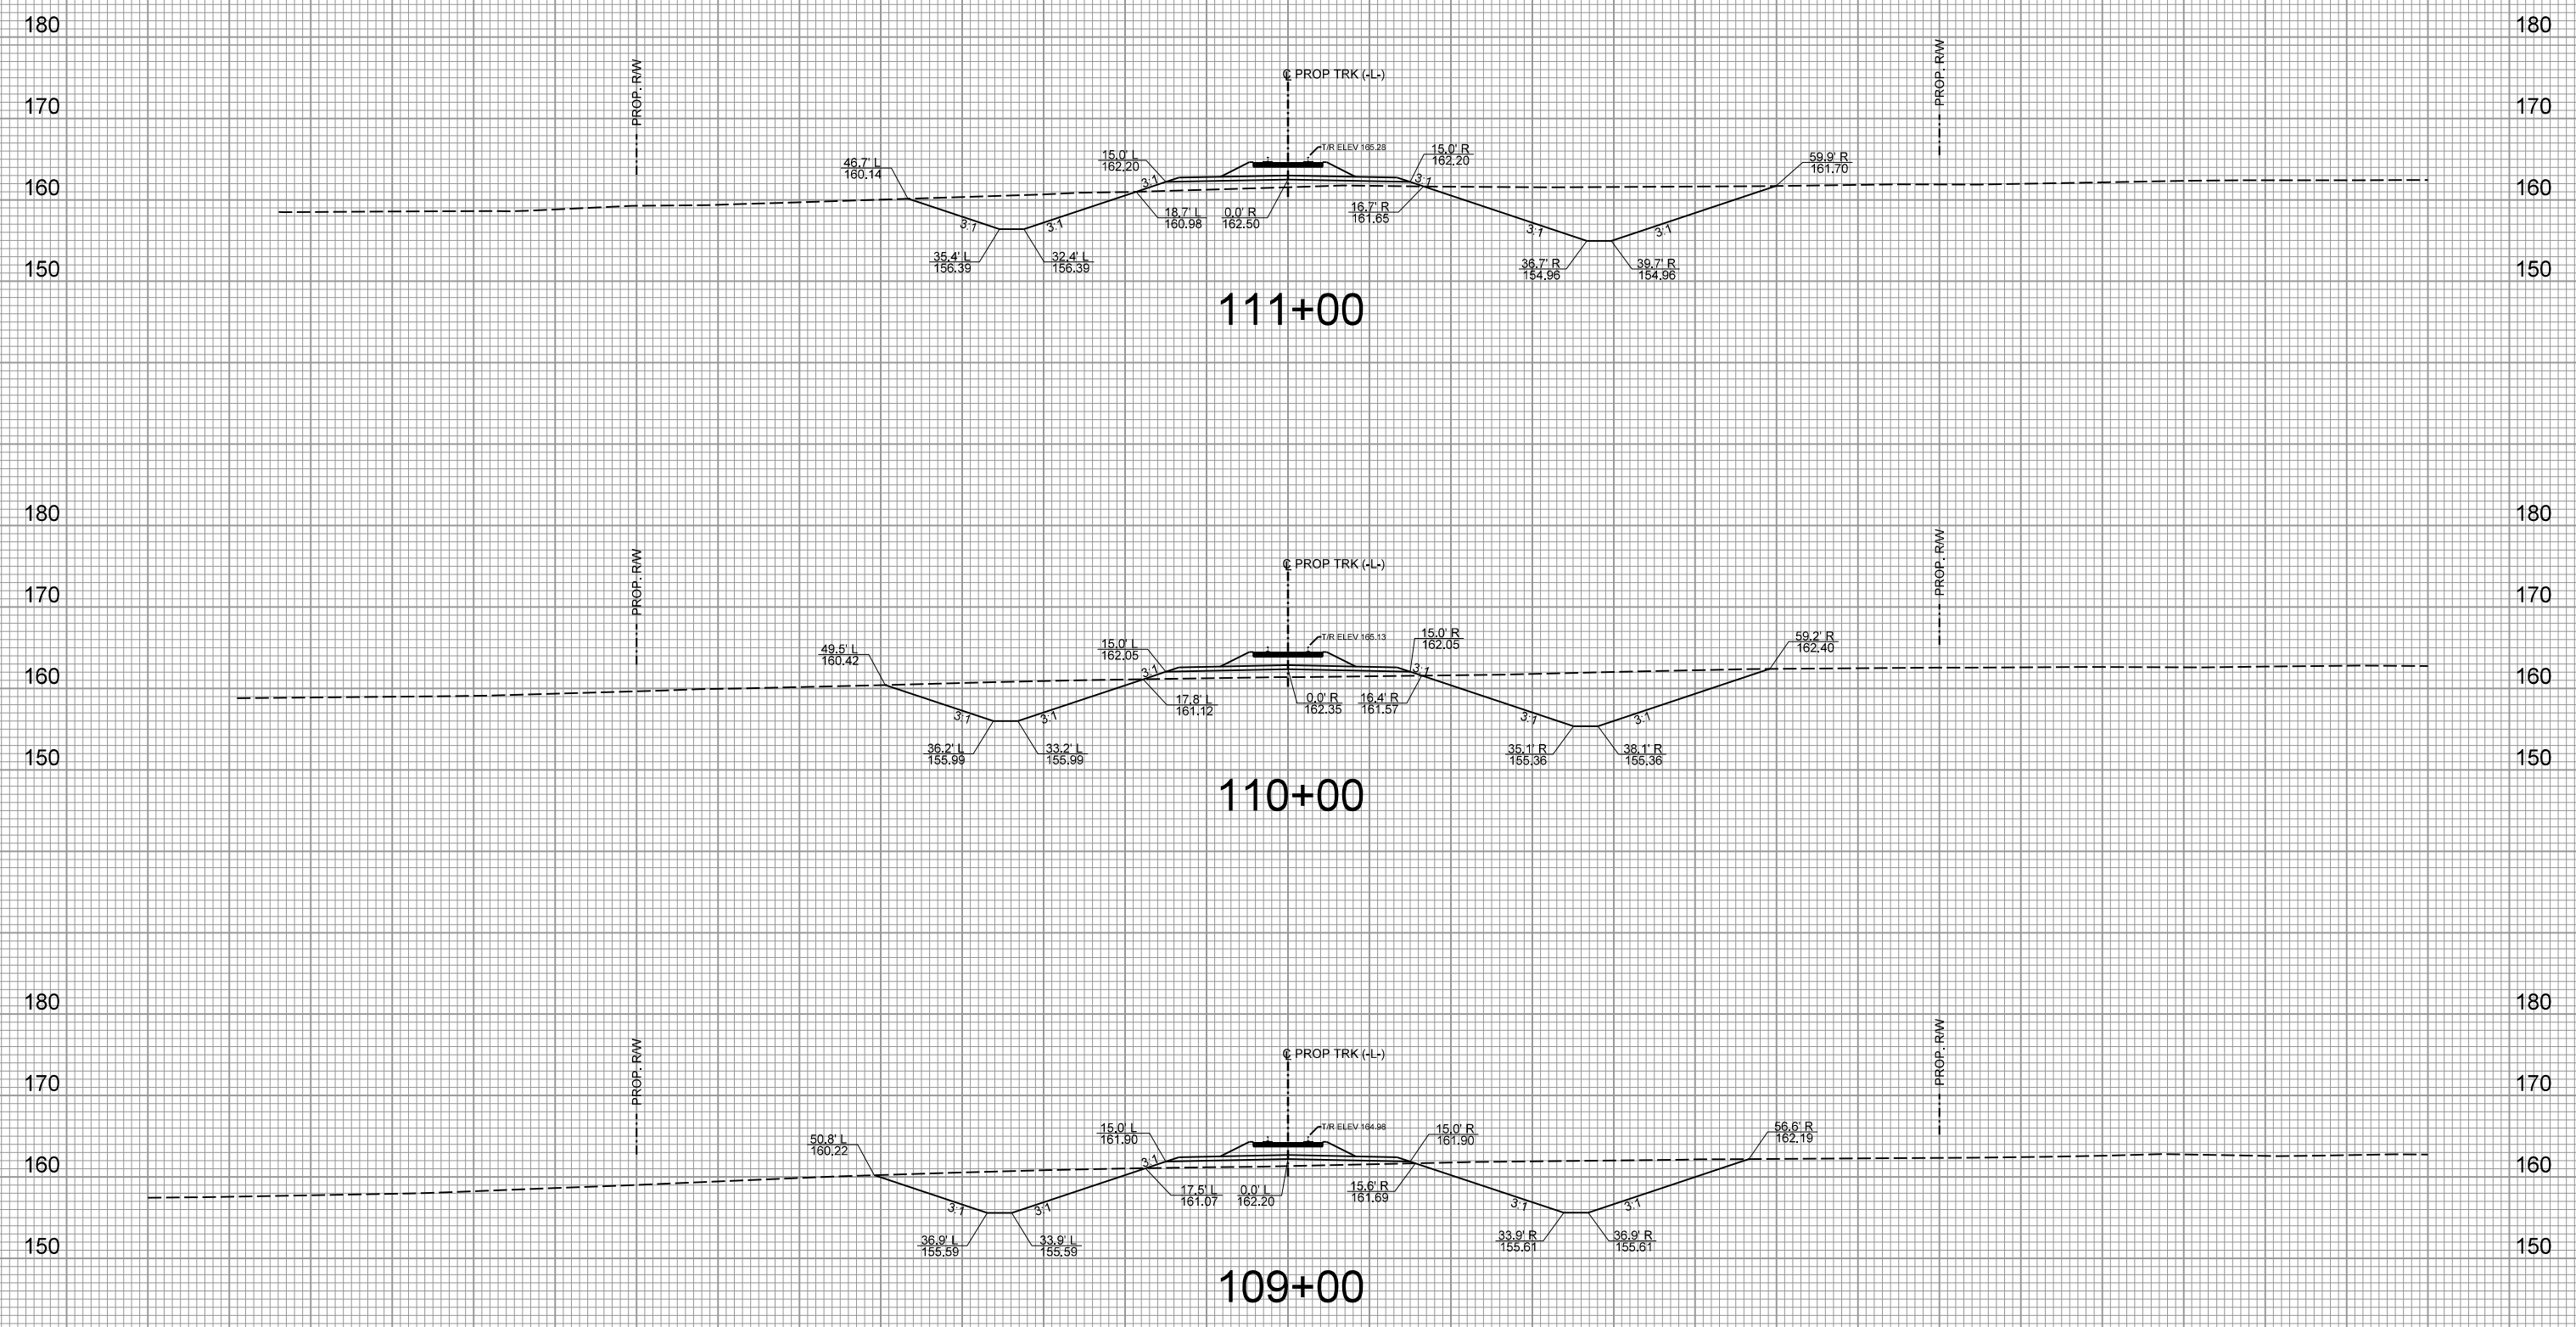 180
180
℄ PROP TRK (-L-)
PROP. R/W
PROP. R/W
170
170
T/R ELEV 165.28
15.0' L
162.20
15.0' R
162.20
46.7' L
160.14
59.9' R
161.70
3:1
3:1
160
160
18.7' L
160.98
0.0' R
162.50
16.7' R
161.65
3:1
3:1
3:1
3:1
35.4' L
156.39
32.4' L
156.39
36.7' R
154.96
39.7' R
154.96
150
150
111+00
180
180
℄ PROP TRK (-L-)
PROP. R/W
PROP. R/W
170
170
T/R ELEV 165.13
15.0' L
162.05
15.0' R
162.05
49.5' L
160.42
59.2' R
162.40
3:1
3:1
160
160
17.8' L
161.12
0.0' R
162.35
16.4' R
161.57
3:1
3:1
3:1
3:1
36.2' L
155.99
33.2' L
155.99
35.1' R
155.36
38.1' R
155.36
150
150
110+00
180
180
℄ PROP TRK (-L-)
PROP. R/W
PROP. R/W
170
170
T/R ELEV 164.98
15.0' L
161.90
15.0' R
161.90
50.8' L
160.22
56.6' R
162.19
3:1
160
160
17.5' L
161.07
0.0' L
162.20
15.6' R
161.69
3:1
3:1
3:1
3:1
36.9' L
155.59
33.9' L
155.59
33.9' R
155.61
36.9' R
155.61
150
150
109+00